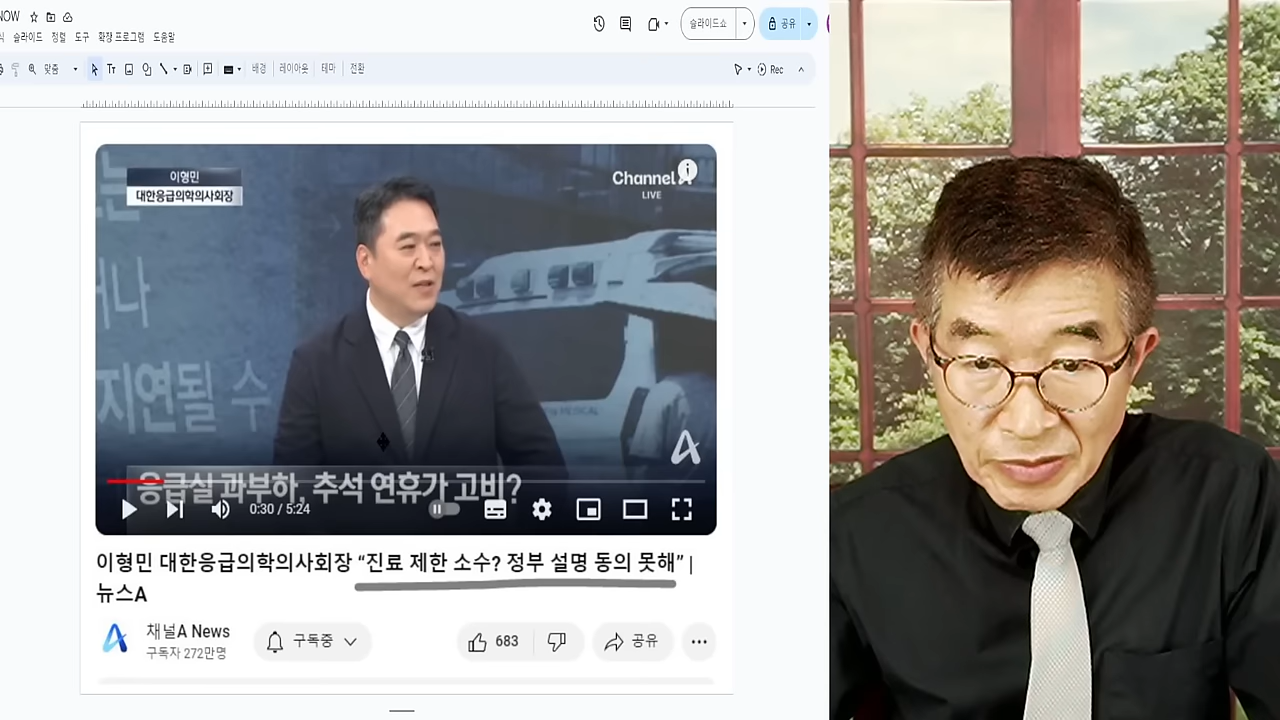 NOW
슬라이드 정렬 도구 확장 프로그램 도움말
슬라이드쇼
공유
맞춤
Tr
배경
레이아웃
테마
전환
Rec
이형민
대한응급의학의사회장
Channel A
LIVE
지연될 수
응급실 과부하, 추석 연휴가 고비?
0:30 / 5:24
이형민 대한응급의학의사회장 “진료 제한 소수? 정부 설명 동의 못해” |
뉴스A
채널A News
구독자 272만명
구독중
683
공유